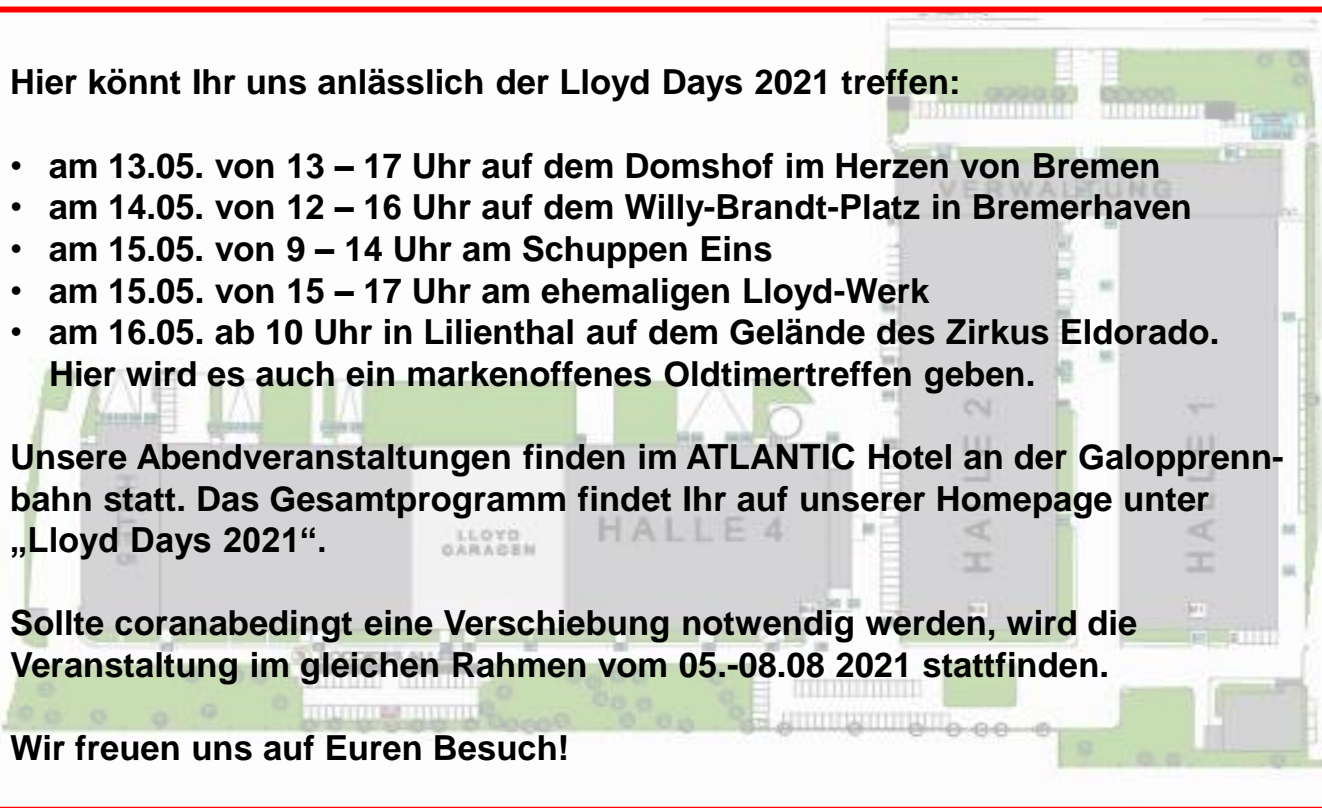 Hier könnt Ihr uns anlässlich der Lloyd Days 2021 treffen:
• am 13.05. von 13 – 17 Uhr auf dem Domshof im Herzen von Bremen
• am 14.05. von 12 – 16 Uhr auf dem Willy-Brandt-Platz in Bremerhaven
• am 15.05. von 9 – 14 Uhr am Schuppen Eins
• am 15.05. von 15 – 17 Uhr am ehemaligen Lloyd-Werk
• am 16.05. ab 10 Uhr in Lilienthal auf dem Gelände des Zirkus Eldorado.
Hier wird es auch ein markenoffenes Oldtimertreffen geben.
Unsere Abendveranstaltungen finden im ATLANTIC Hotel an der Galopprenn-
bahn statt. Das Gesamtprogramm findet Ihr auf unserer Homepage unter
„Lloyd Days 2021“.
Sollte coranabedingt eine Verschiebung notwendig werden, wird die
Veranstaltung im gleichen Rahmen vom 05.-08.08 2021 stattfinden.
Wir freuen uns auf Euren Besuch!
VERWALTUNG
HALLE 2
HALLE 1
LLOYD
GARAGEN
HALLE 4